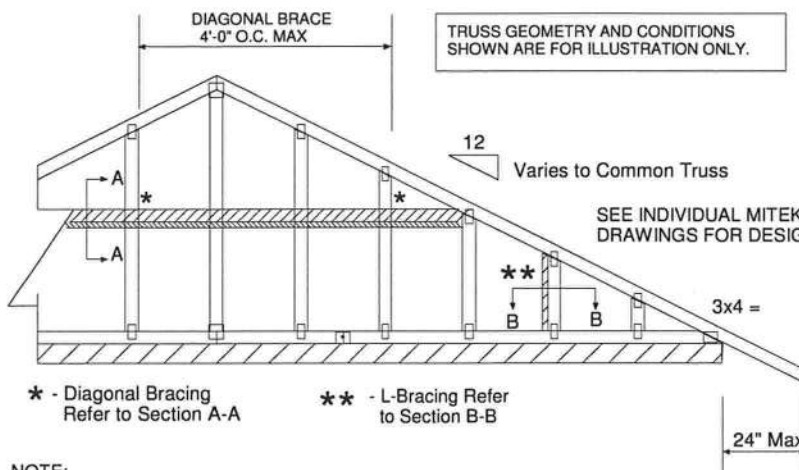 DIAGONAL BRACE
4'-0" O.C. MAX
TRUSS GEOMETRY AND CONDITIONS
SHOWN ARE FOR ILLUSTRATION ONLY.
12
Varies to Common Truss
A
*
*
SEE INDIVIDUAL MITEK
DRAWINGS FOR DESIG
A
**
B
B
3x4 =
* - Diagonal Bracing
Refer to Section A-A
** - L-Bracing Refer
to Section B-B
24" Max
NOTE: